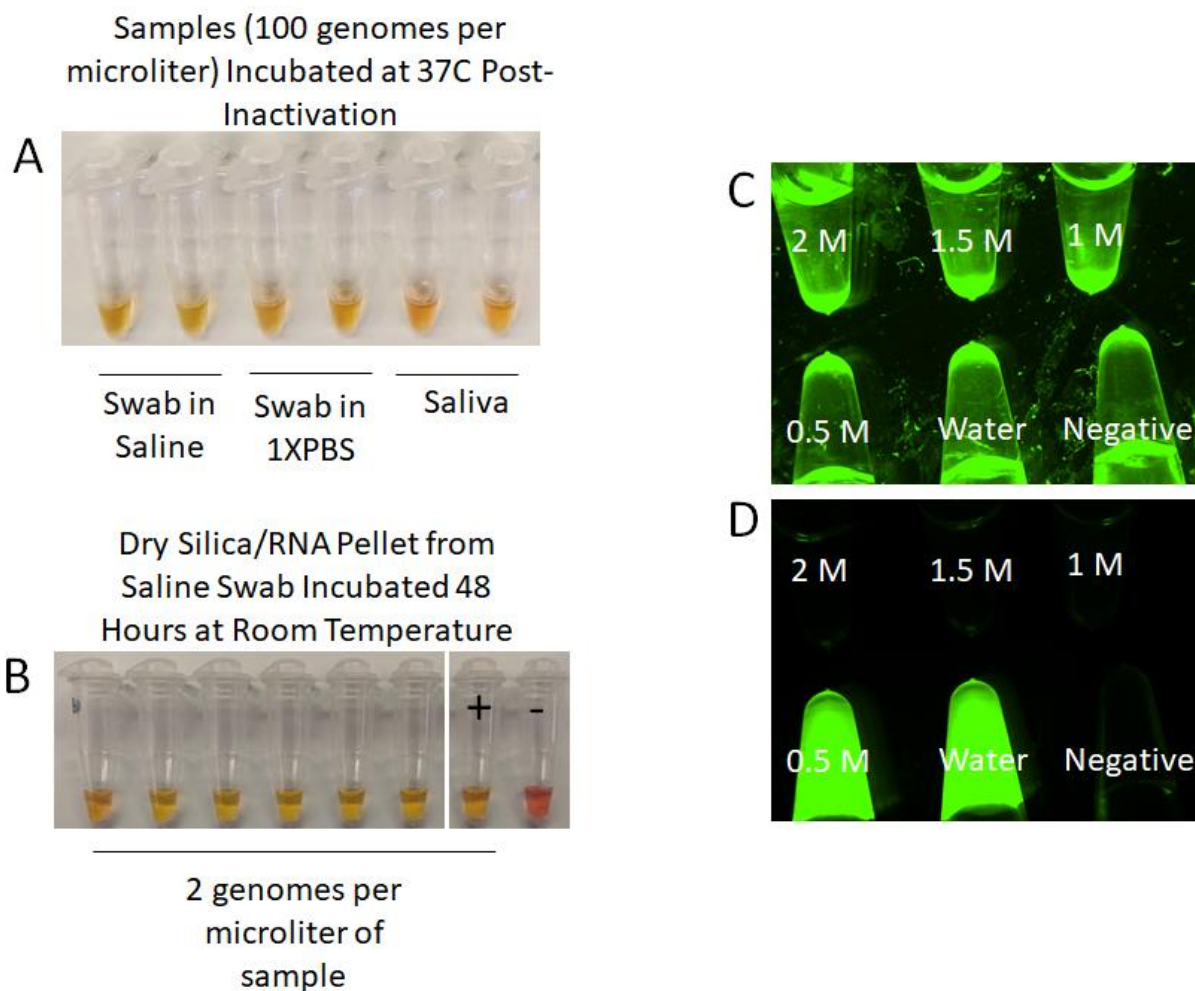 Samples (100 genomes per
microliter) Incubated at 37C Post-
Inactivation
A
Swab in
Saline
Swab in
1XPBS
Saliva
Dry Silica/RNA Pellet from
Saline Swab Incubated 48
Hours at Room Temperature
B
+ -
2 genomes per
microliter of
sample
C
2 M 1.5 M 1 M
0.5 M Water Negative
D
2 M 1.5 M 1 M
0.5 M Water Negative